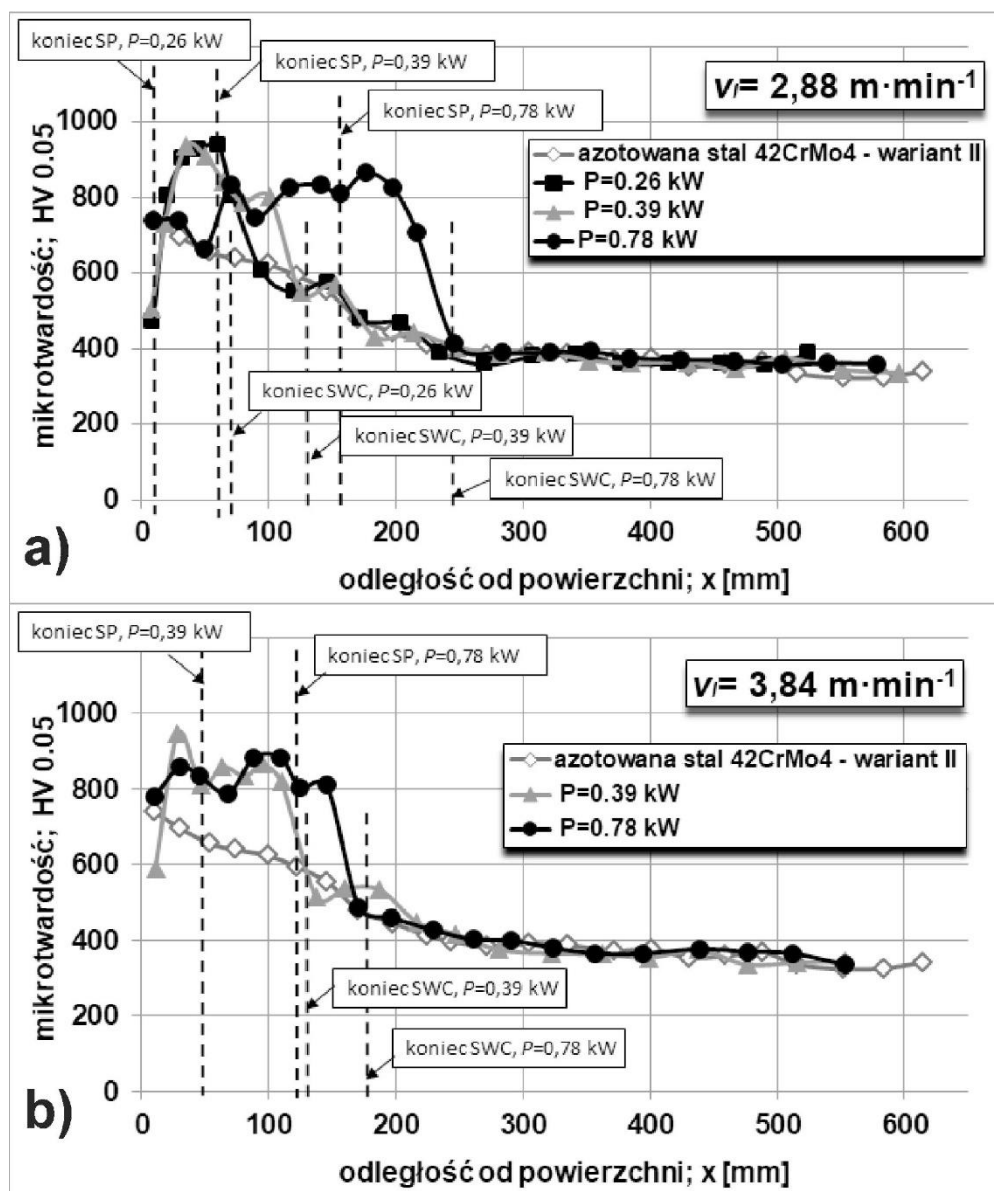 koniec SP, P=0,26 kW
koniec SP, P=0,39 kW
koniec SP, P=0,78 kW
vl= 2,88 m·min-1
azotowana stal 42CrMo4 - wariant II
P=0.26 kW
P=0.39 kW
P=0.78 kW
mikrotwardość; HV 0.05
1000
800
600
400
200
0
koniec SWC, P=0,26 kW
koniec SWC, P=0,39 kW
koniec SWC, P=0,78 kW
0 100 200 300 400 500 600
odległość od powierzchni; x [mm]
a)
koniec SP, P=0,39 kW
koniec SP, P=0,78 kW
vl= 3,84 m·min-1
azotowana stal 42CrMo4 - wariant II
P=0.39 kW
P=0.78 kW
mikrotwardość; HV 0.05
1000
800
600
400
200
0
koniec SWC, P=0,39 kW
koniec SWC, P=0,78 kW
0 100 200 300 400 500 600
odległość od powierzchni; x [mm]
b)